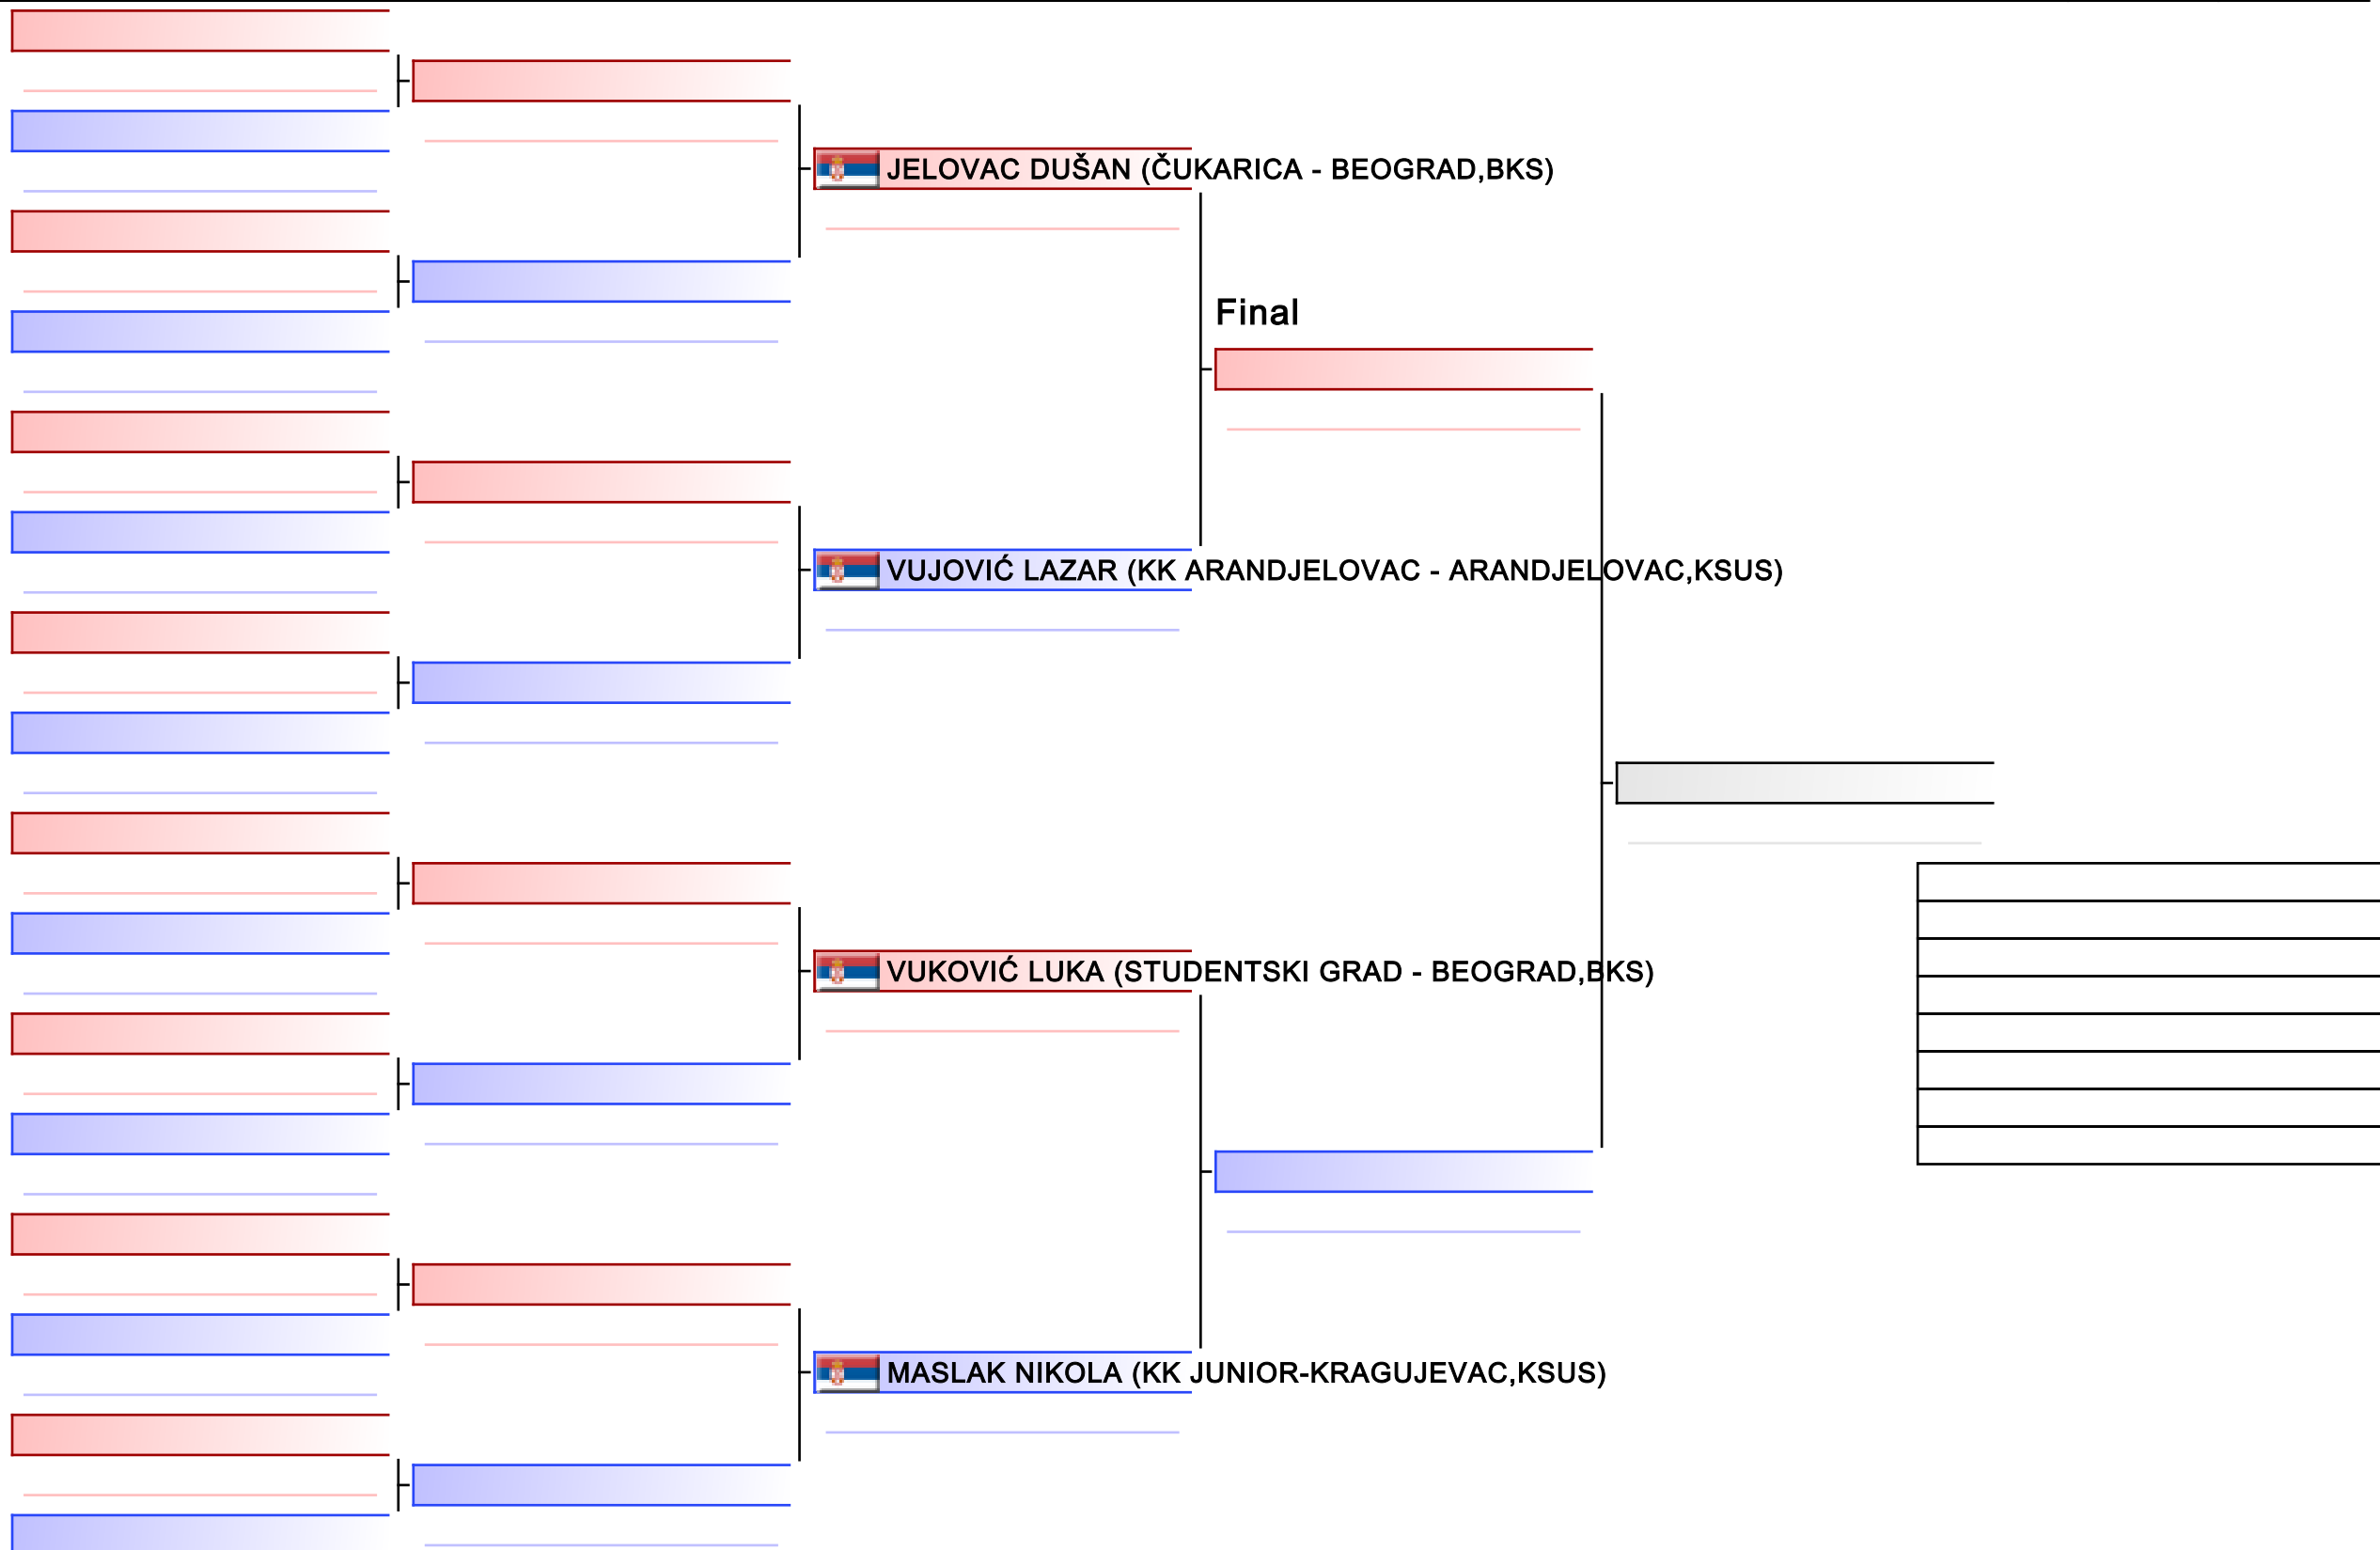 JELOVAC DUŠAN (ČUKARICA - BEOGRAD,BKS)
Final
VUJOVIĆ LAZAR (KK ARANDJELOVAC - ARANDJELOVAC,KSUS)
VUKOVIĆ LUKA (STUDENTSKI GRAD - BEOGRAD,BKS)
MASLAK NIKOLA (KK JUNIOR-KRAGUJEVAC,KSUS)